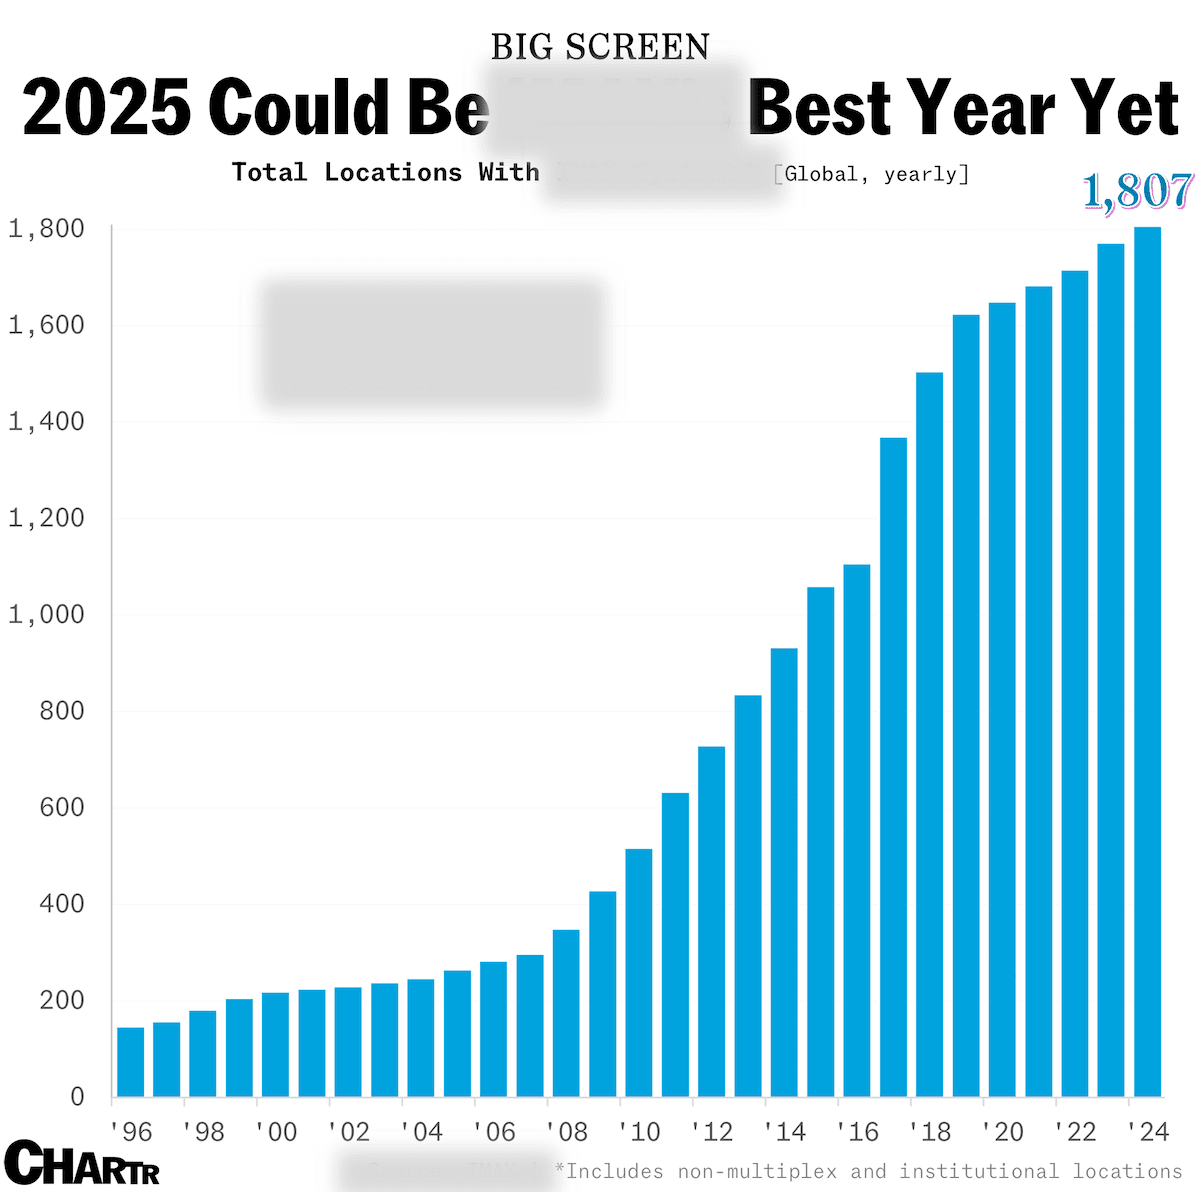 BIG SCREEN
2025 Could Be Best Year Yet
Total Locations With [Global, yearly]
1,807
1,800
1,600
1,400
1,200
1,000
800
600
400
200
0
'96 '98 '00 '02 '04 '06 '08 '10 '12 '14 '16 '18 '20 '22 '24
CHARTR
*Includes non-multiplex and institutional locations